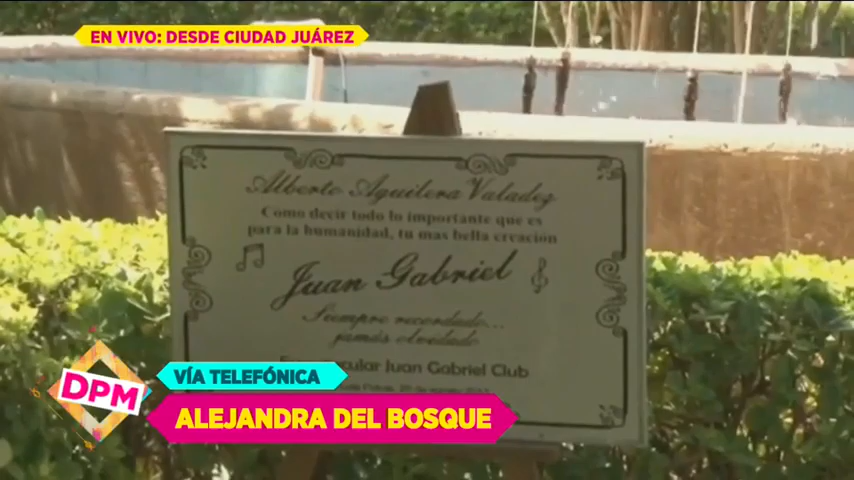 EN VIVO: DESDE CIUDAD JUÁREZ
Alberto Aguilera Valadez
Como decir todo lo importante que es
para la humanidad, tu mas bella creación
Juan Gabriel
Siempre recordado...
jamás olvidado
Juan Gabriel Club
VÍA TELEFÓNICA
DPM
ALEJANDRA DEL BOSQUE